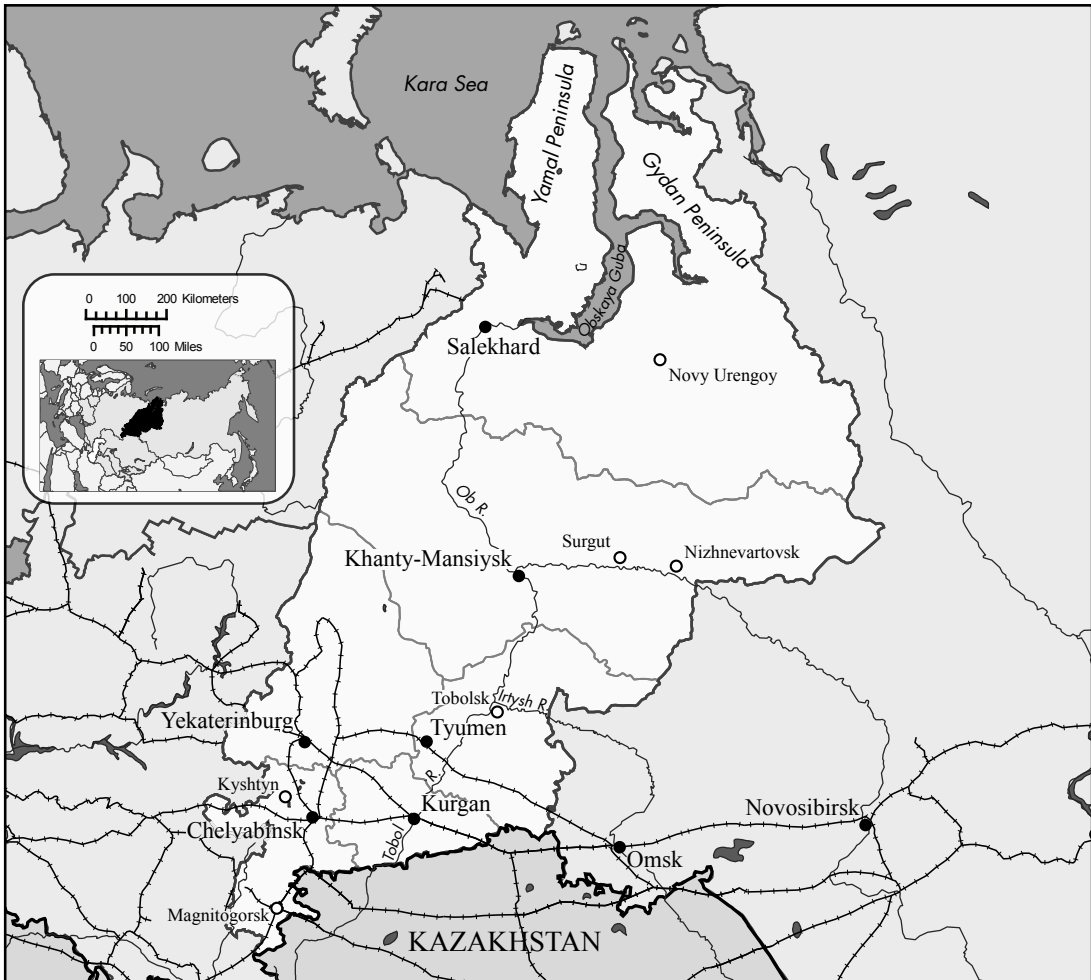 Kara Sea
Yamal Peninsula
Gydan Peninsula
Obskaya Guba
0 100 200 Kilometers
0 50 100 Miles
Salekhard
Novy Urengoy
Ob R.
Surgut
Khanty-Mansiysk
Nizhnevartovsk
Tobolsk
Irtysh R.
Yekaterinburg
Tyumen
Kyshtyn
Tobol R.
Kurgan
Chelyabinsk
Novosibirsk
Omsk
Magnitogorsk
KAZAKHSTAN